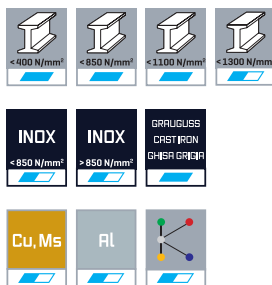 <400 N/mm²
<850 N/mm²
<1100 N/mm²
<1300 N/mm²
INOX
<850 N/mm²
INOX
>850 N/mm²
GRAUGUSS
CAST IRON
GHISA GRIGIA
Cu, Ms
Al